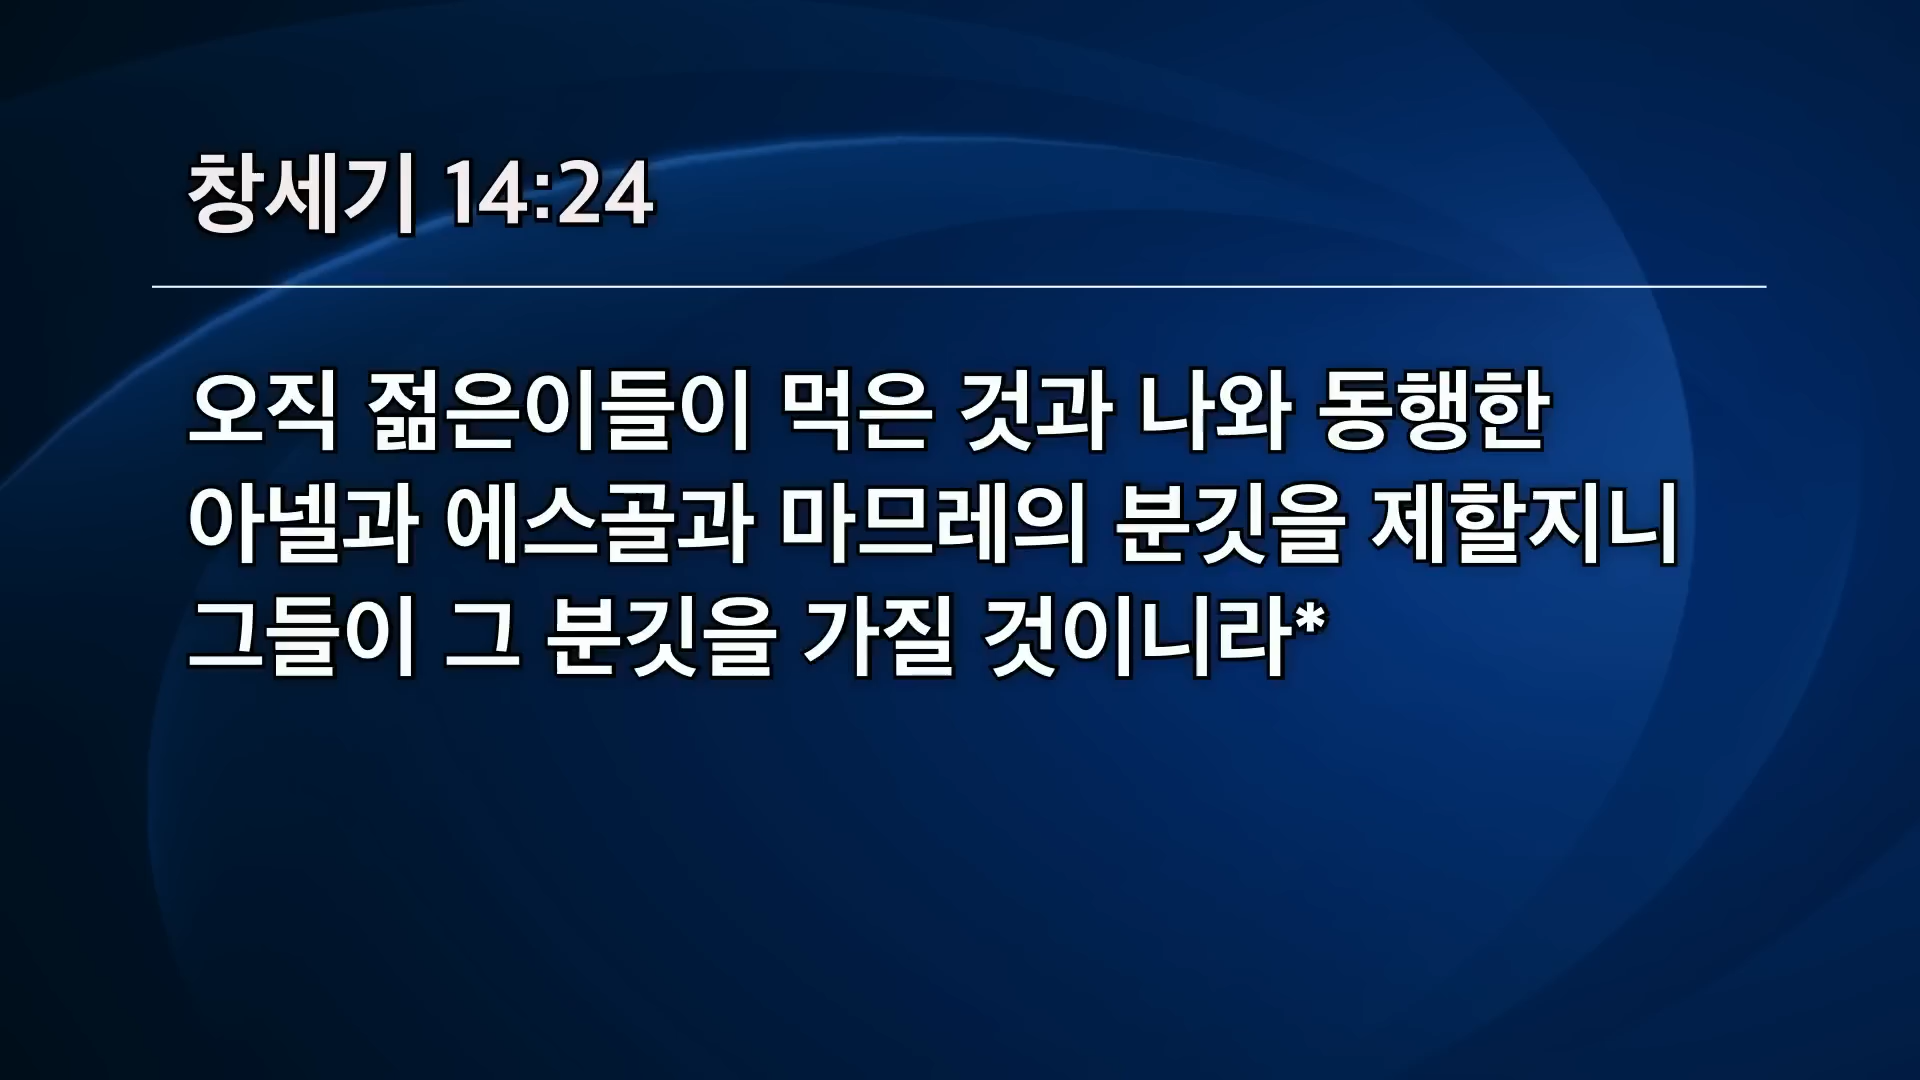 창세기 14:24
오직 젊은이들이 먹은 것과 나와 동행한
아넬과 에스골과 마므레의 분깃을 제할지니
그들이 그 분깃을 가질 것이니라*